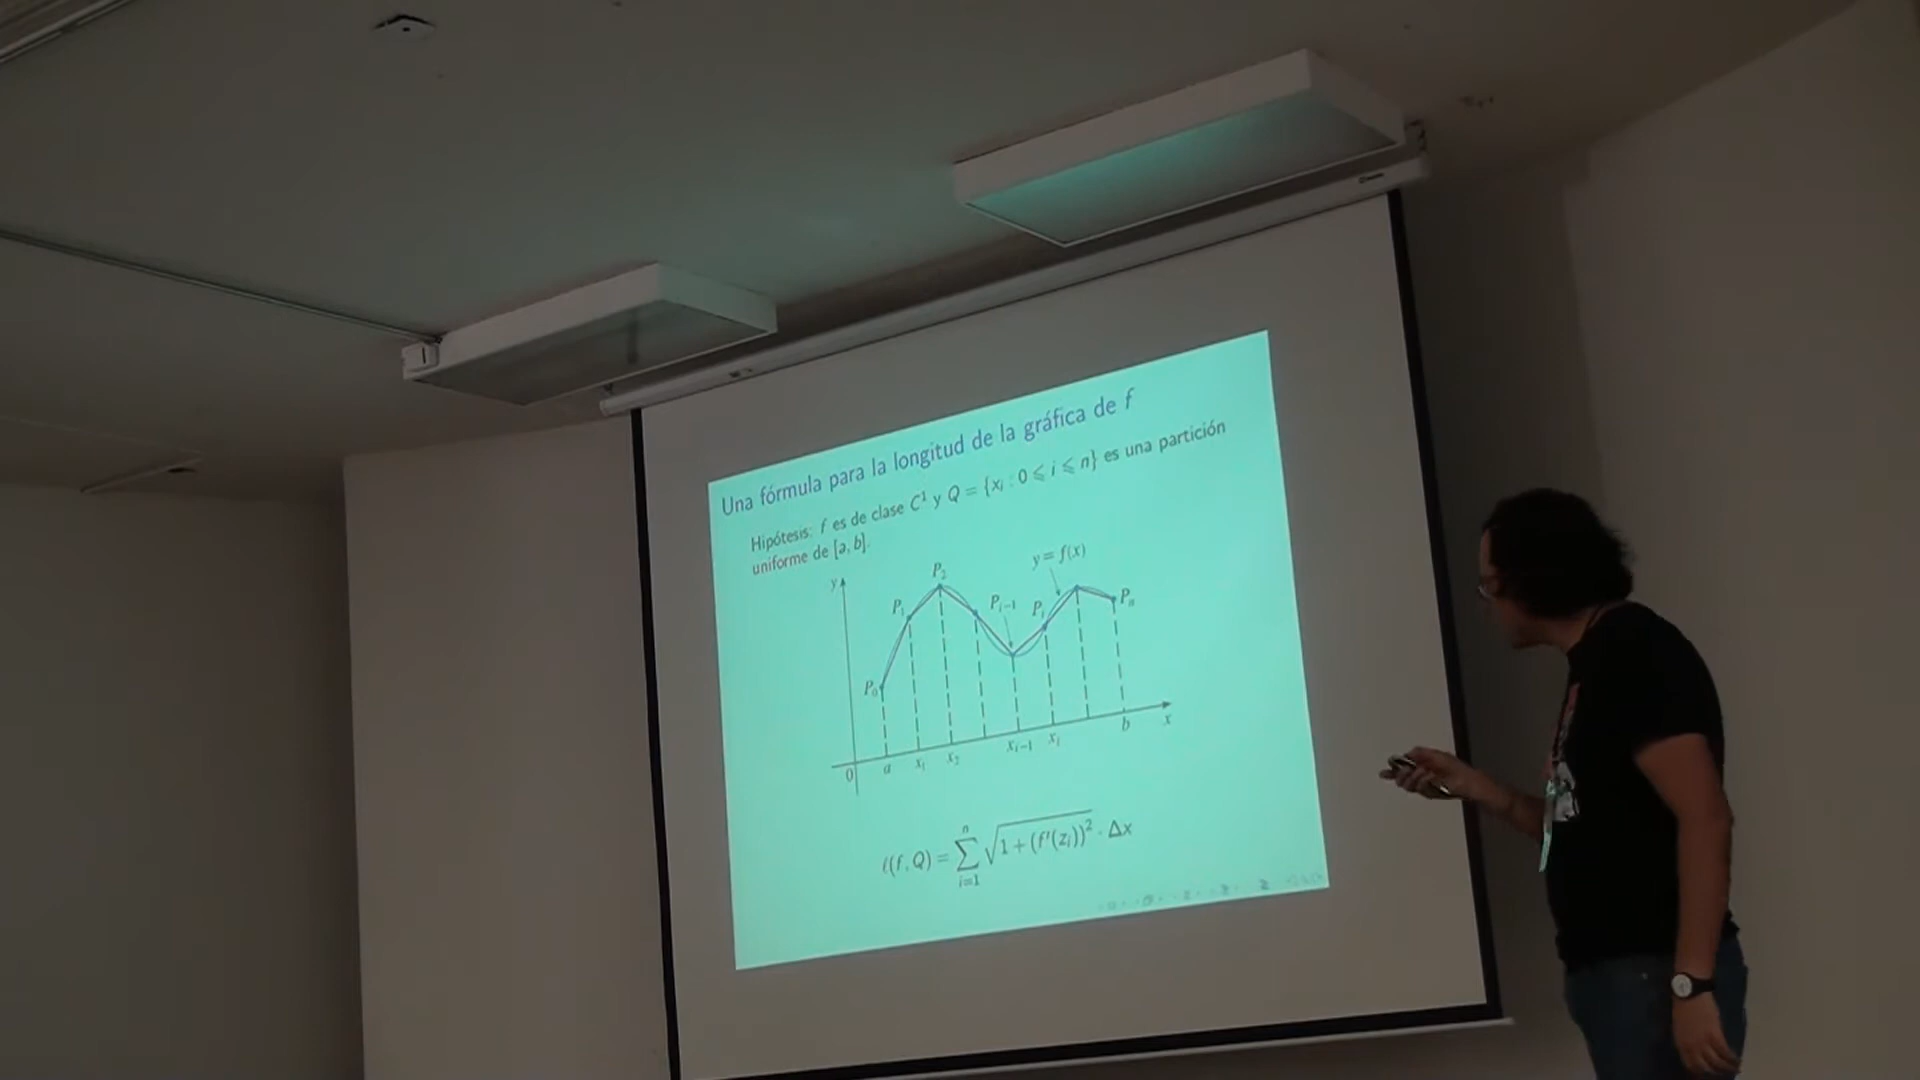 Una fórmula para la longitud de la gráfica de f
Hipótesis: f es de clase C¹ y Q = {xᵢ : 0 ⩽ i ⩽ n} es una partición
uniforme de [a, b].
y
P₂
y = f(x)
P₁
Pᵢ₋₁
Pᵢ
Pₙ
P₀
0
a
x₁
x₂
xᵢ₋₁
xᵢ
b
x
ℓ(f, Q) = ∑ᵢ₌₁ⁿ √(1 + (f′(zᵢ))²) · Δx